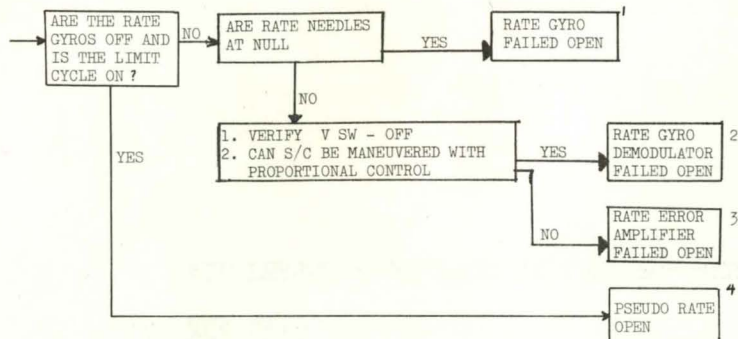 ARE THE RATE
GYROS OFF AND
IS THE LIMIT
CYCLE ON ?
NO
ARE RATE NEEDLES
AT NULL
YES
RATE GYRO
FAILED OPEN
1
NO
1. VERIFY V SW - OFF
2. CAN S/C BE MANEUVERED WITH
PROPORTIONAL CONTROL
YES
RATE GYRO
DEMODULATOR
FAILED OPEN
2
NO
RATE ERROR
AMPLIFIER
FAILED OPEN
3
YES
PSEUDO RATE
OPEN
4